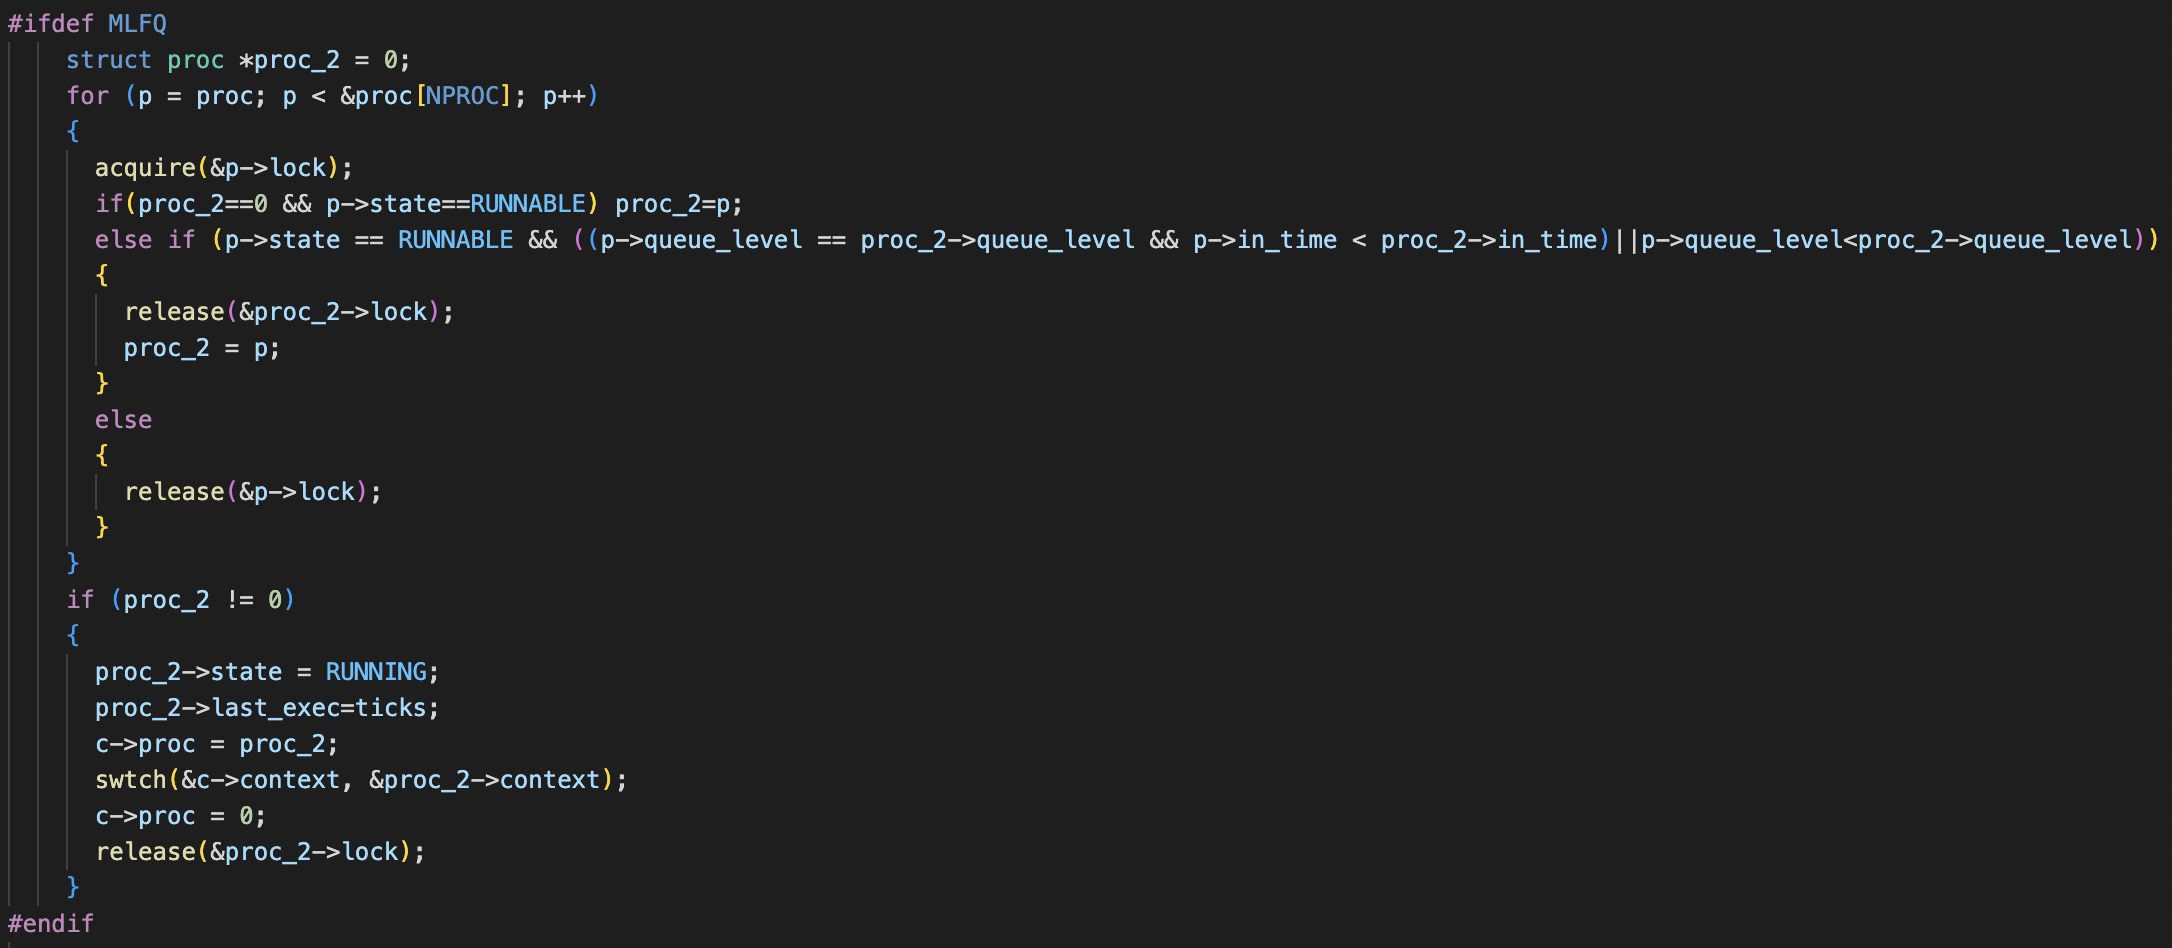 #ifdef MLFQ
struct proc *proc_2 = 0;
for (p = proc; p < &proc[NPROC]; p++)
{
acquire(&p->lock);
if(proc_2==0 && p->state==RUNNABLE) proc_2=p;
else if (p->state == RUNNABLE && ((p->queue_level == proc_2->queue_level && p->in_time < proc_2->in_time)||p->queue_level<proc_2->queue_level))
{
release(&proc_2->lock);
proc_2 = p;
}
else
{
release(&p->lock);
}
}
if (proc_2 != 0)
{
proc_2->state = RUNNING;
proc_2->last_exec=ticks;
c->proc = proc_2;
swtch(&c->context, &proc_2->context);
c->proc = 0;
release(&proc_2->lock);
}
#endif